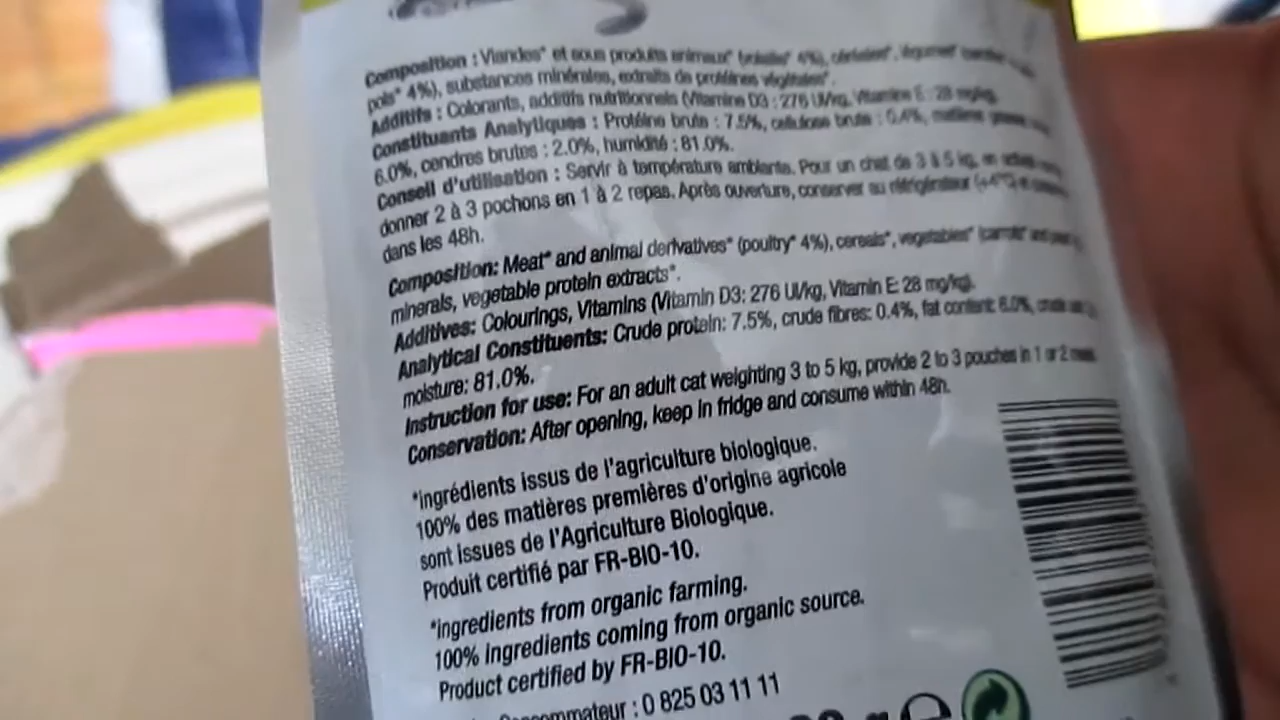 Composition : Viandes* et sous produits animaux* (volaille* 4%), céréales*, légumes*
pois* 4%), substances minérales, extraits de protéines végétales*.
Additifs : Colorants, additifs nutritionnels (Vitamine D3 : 276 UI/kg, Vitamine E : 28 mg/kg).
Constituants Analytiques : Protéine brute : 7.5%, cellulose brute : 0.4%, matières grasses
6.0%, cendres brutes : 2.0%, humidité : 81.0%.
Conseil d'utilisation : Servir à température ambiante. Pour un chat de 3 à 5 kg, en
donner 2 à 3 pochons en 1 à 2 repas. Après ouverture, conserver au réfrigérateur (+4°C) et
dans les 48h.
Composition: Meat* and animal derivatives* (poultry* 4%), cereals*, vegetables* (carrots* and
minerals, vegetable protein extracts*.
Additives: Colourings, Vitamins (Vitamin D3: 276 UI/kg, Vitamin E: 28 mg/kg).
Analytical Constituents: Crude protein: 7.5%, crude fibres: 0.4%, fat content: 6.0%, crude
moisture: 81.0%.
Instruction for use: For an adult cat weighting 3 to 5 kg, provide 2 to 3 pouches in 1 or 2
Conservation: After opening, keep in fridge and consume within 48h.
*ingrédients issus de l'agriculture biologique.
100% des matières premières d'origine agricole
sont issues de l'Agriculture Biologique.
Produit certifié par FR-BIO-10.
*ingredients from organic farming.
100% ingredients coming from organic source.
Product certified by FR-BIO-10.
: 0 825 03 11 11